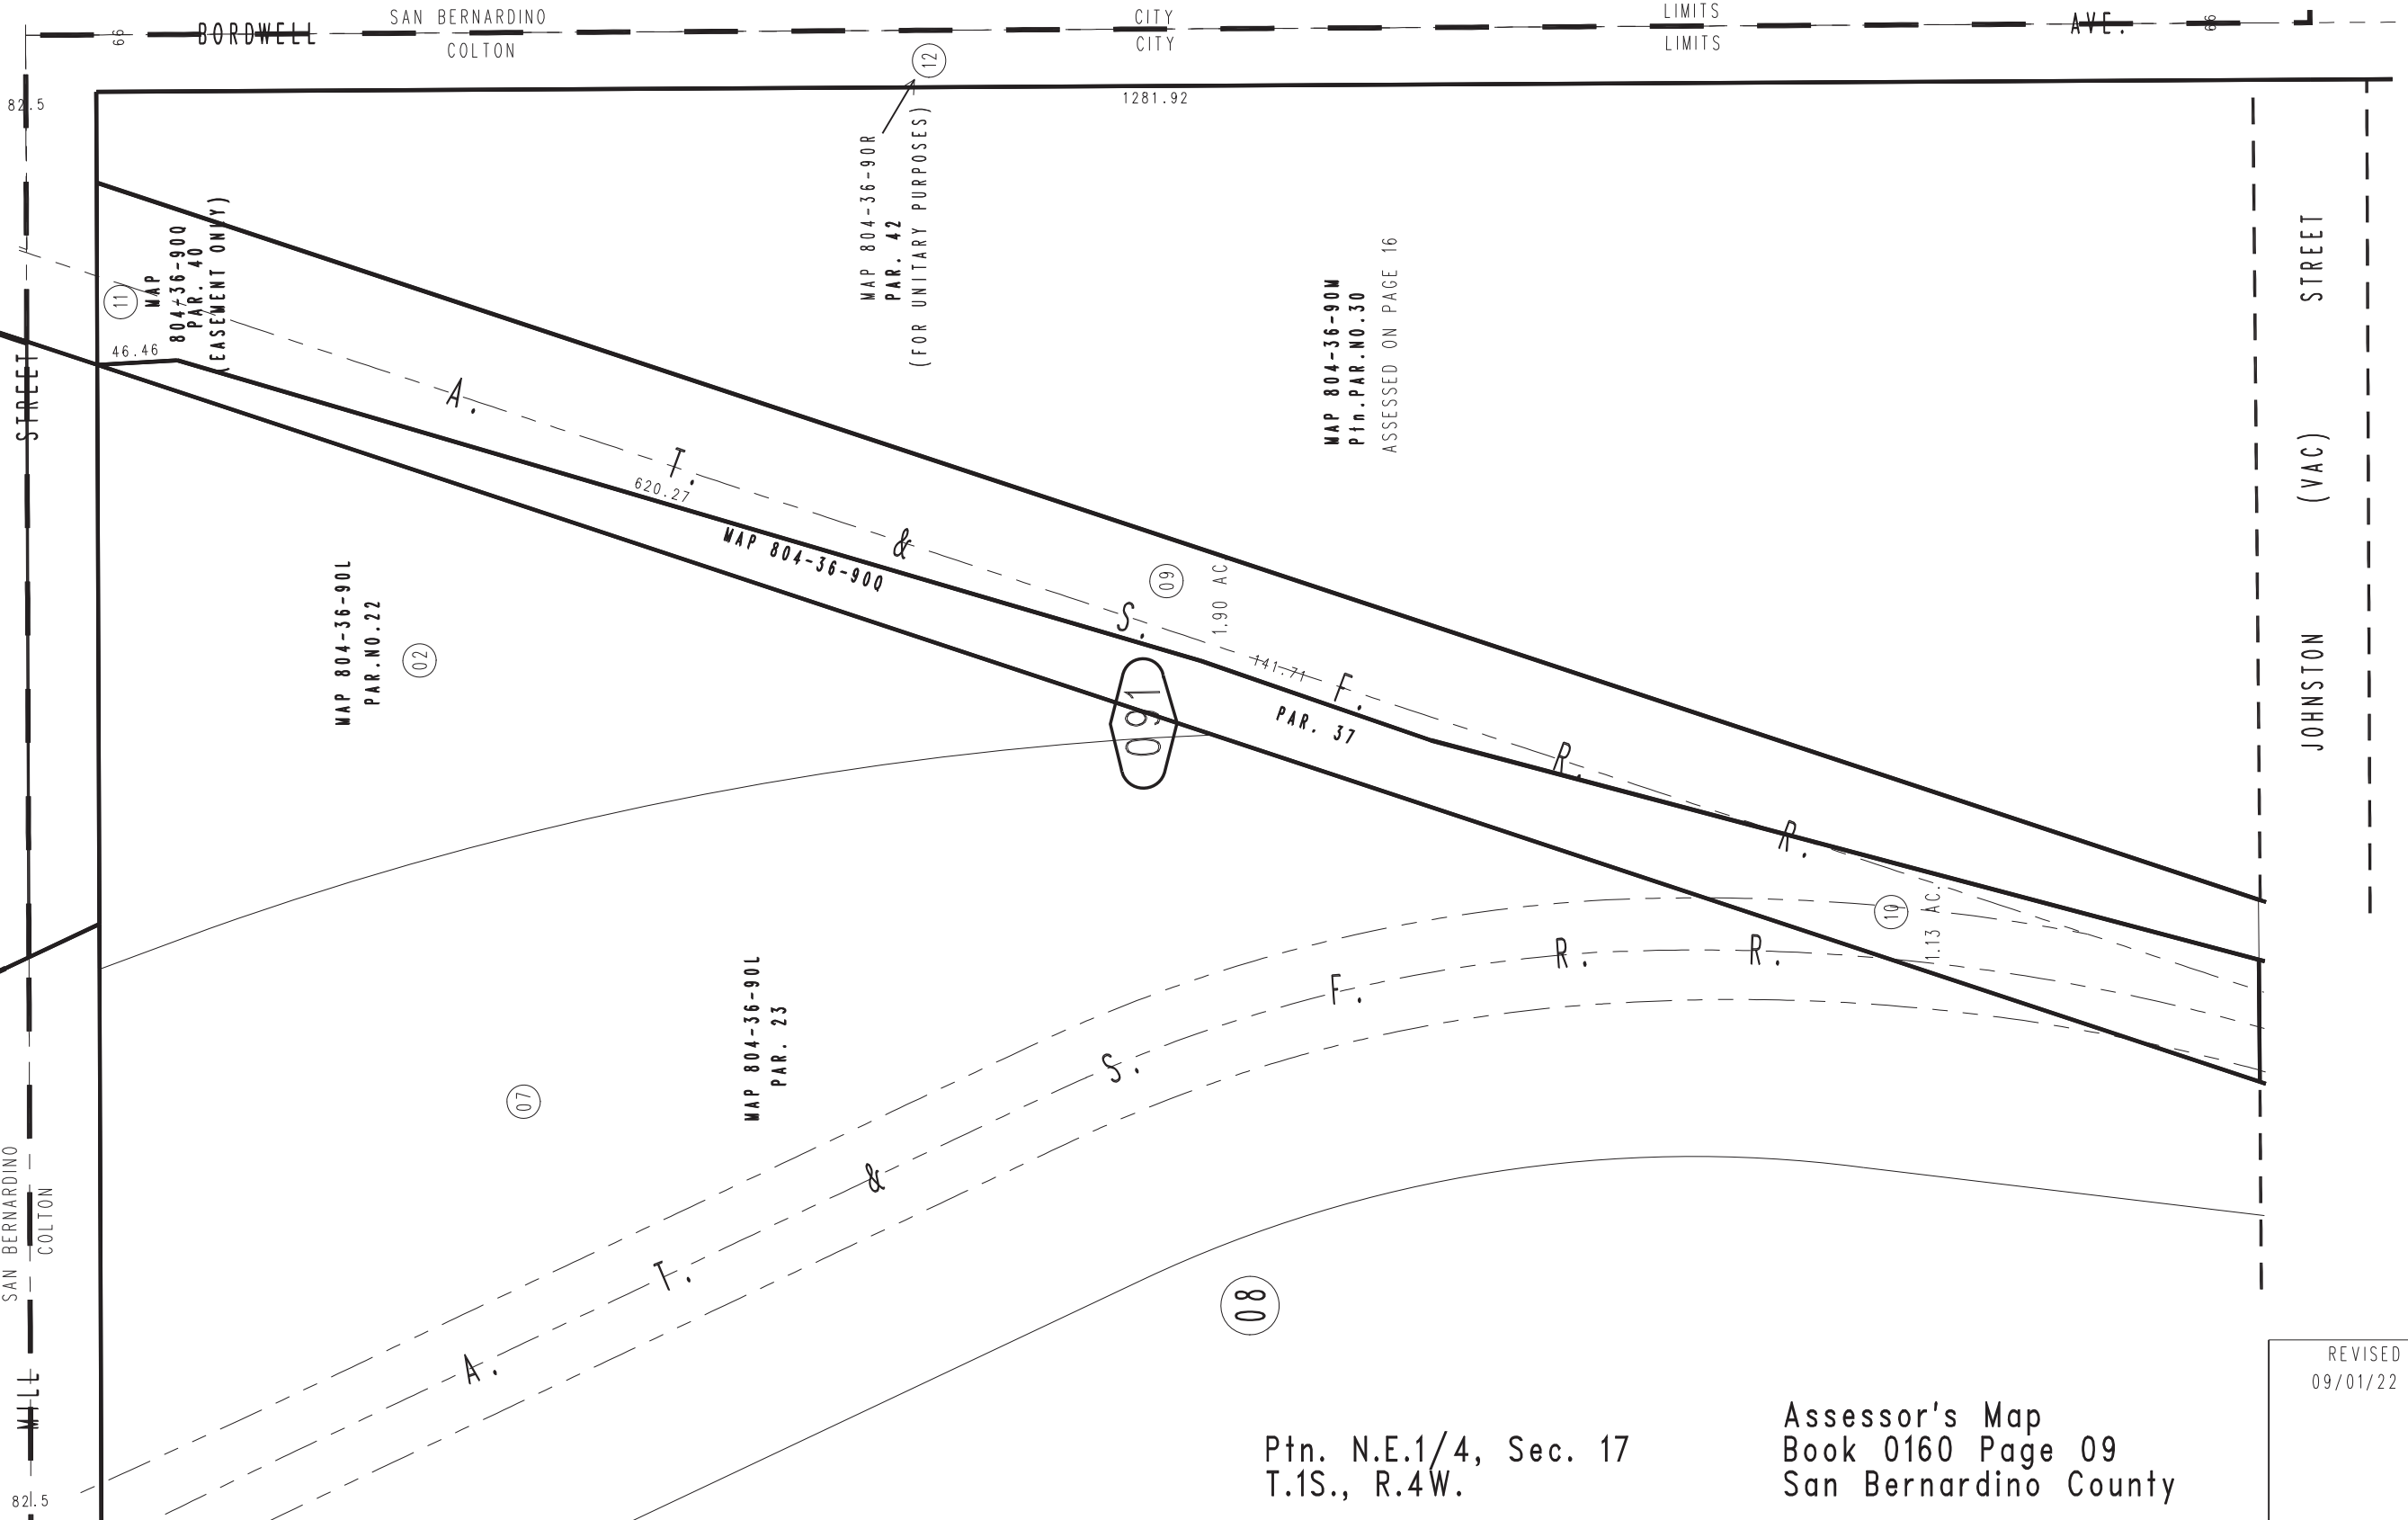 SAN BERNARDINO
CITY
LIMITS
66
BORDWELL
AVE.
66
COLTON
CITY
LIMITS
12
82.5
1281.92
MAP 804-36-90R
PAR. 42
(FOR UNITARY PURPOSES)
11
MAP
804-36-90Q
PAR. 40
(EASEMENT ONLY)
46.46
MAP 804-36-90M
Ptn.PAR.NO.30
ASSESSED ON PAGE 16
STREET
(VAC)
JOHNSTON
STREET
A. T. & S. F. R. R.
620.27
MAP 804-36-90Q
09
1.90 AC
141.71
PAR. 37
MAP 804-36-90L
PAR.NO.22
02
091
10
1.13 AC.
A. T. & S. F. R. R.
MAP 804-36-90L
PAR. 23
07
08
SAN BERNARDINO
COLTON
MILL
82.5
REVISED
09/01/22
Ptn. N.E.1/4, Sec. 17
T.1S., R.4W.
Assessor's Map
Book 0160 Page 09
San Bernardino County